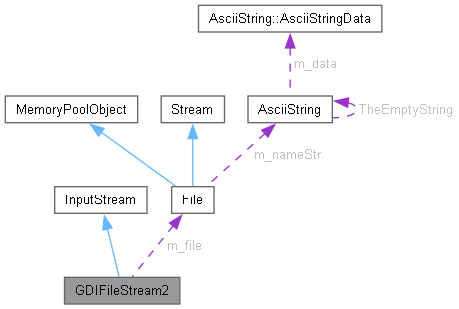 AsciiString::AsciiStringData
m_data
MemoryPoolObject
Stream
AsciiString
TheEmptyString
m_nameStr
InputStream
File
m_file
GDIFileStream2